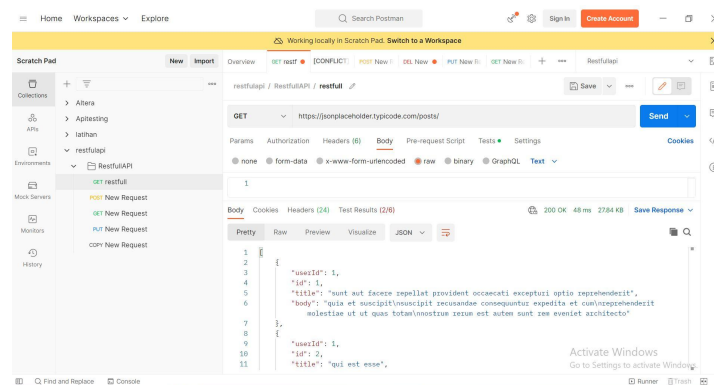 Home Workspaces Explore Search Postman Sign In Create Account
Working locally in Scratch Pad. Switch to a Workspace
Scratch Pad New Import Overview GET restf [CONFLICT] POST New R DEL New PUT New Re GET New Re + Restfulapi
Collections
APIs
Environments
Mock Servers
Monitors
History
Altera
Apitesting
latihan
restfulapi
RestfullAPI
GET restfull
POST New Request
GET New Request
PUT New Request
COPY New Request
restfulapi / RestfullAPI / restfull Save
GET https://jsonplaceholder.typicode.com/posts/ Send
Params Authorization Headers (6) Body Pre-request Script Tests Settings Cookies
none form-data x-www-form-urlencoded raw binary GraphQL Text
1
Body Cookies Headers (24) Test Results (2/6) 200 OK 48 ms 27.84 KB Save Response
Pretty Raw Preview Visualize JSON
1 [
2 {
3 "userId": 1,
4 "id": 1,
5 "title": "sunt aut facere repellat provident occaecati excepturi optio reprehenderit",
6 "body": "quia et suscipit\nsuscipit recusandae consequuntur expedita et cum\nreprehenderit
molestiae ut ut quas totam\nnostrum rerum est autem sunt rem eveniet architecto"
7 },
8 {
9 "userId": 1,
10 "id": 2,
11 "title": "qui est esse",
Activate Windows
Go to Settings to activate Windows.
Find and Replace Console Runner Trash